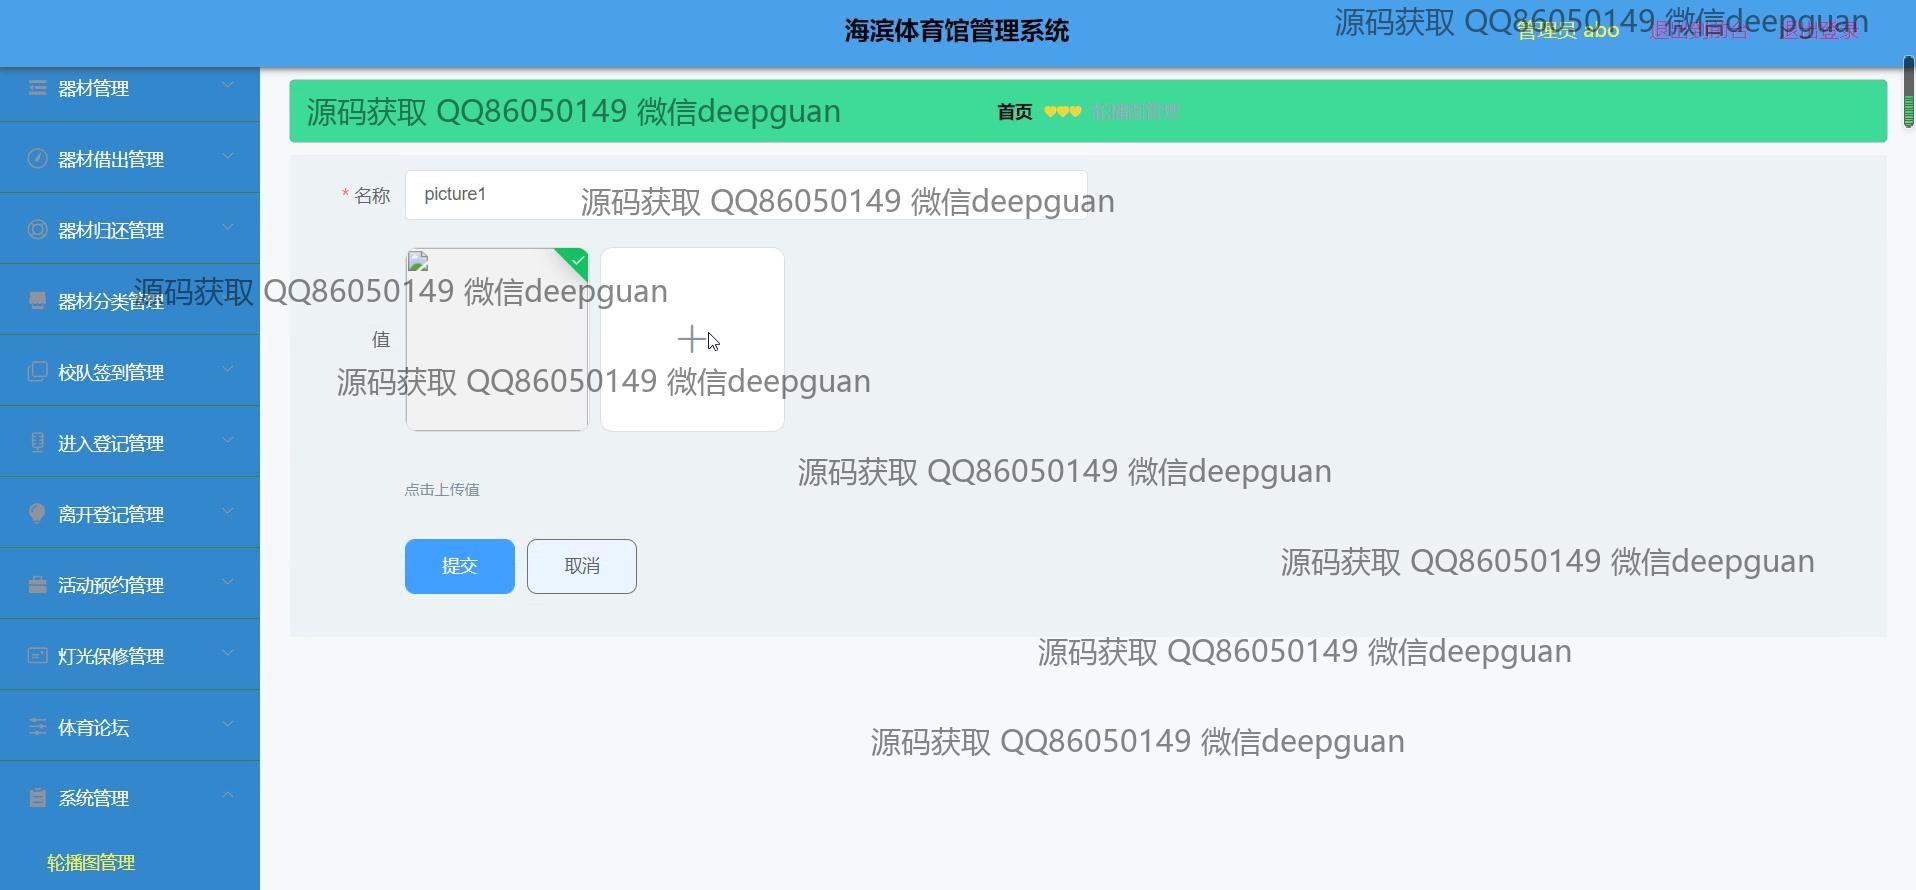 海滨体育馆管理系统
源码获取 QQ86050149 微信deepguan
管理员 abo
退出到前台
退出登录
器材管理
源码获取 QQ86050149 微信deepguan
首页
轮播图管理
器材借出管理
* 名称
picture1
源码获取 QQ86050149 微信deepguan
器材归还管理
源码获取 QQ86050149 微信deepguan
器材分类管理
值
校队签到管理
源码获取 QQ86050149 微信deepguan
进入登记管理
源码获取 QQ86050149 微信deepguan
点击上传值
离开登记管理
提交
取消
源码获取 QQ86050149 微信deepguan
活动预约管理
灯光保修管理
源码获取 QQ86050149 微信deepguan
体育论坛
源码获取 QQ86050149 微信deepguan
系统管理
轮播图管理